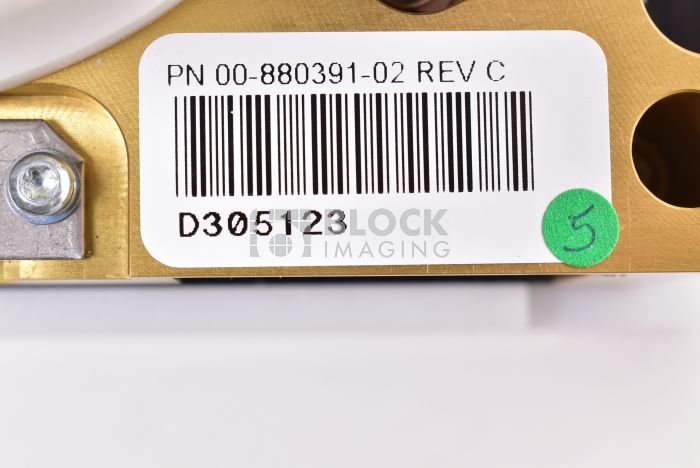 PN 00-880391-02 REV C
D305123
BLOCK
IMAGING
5